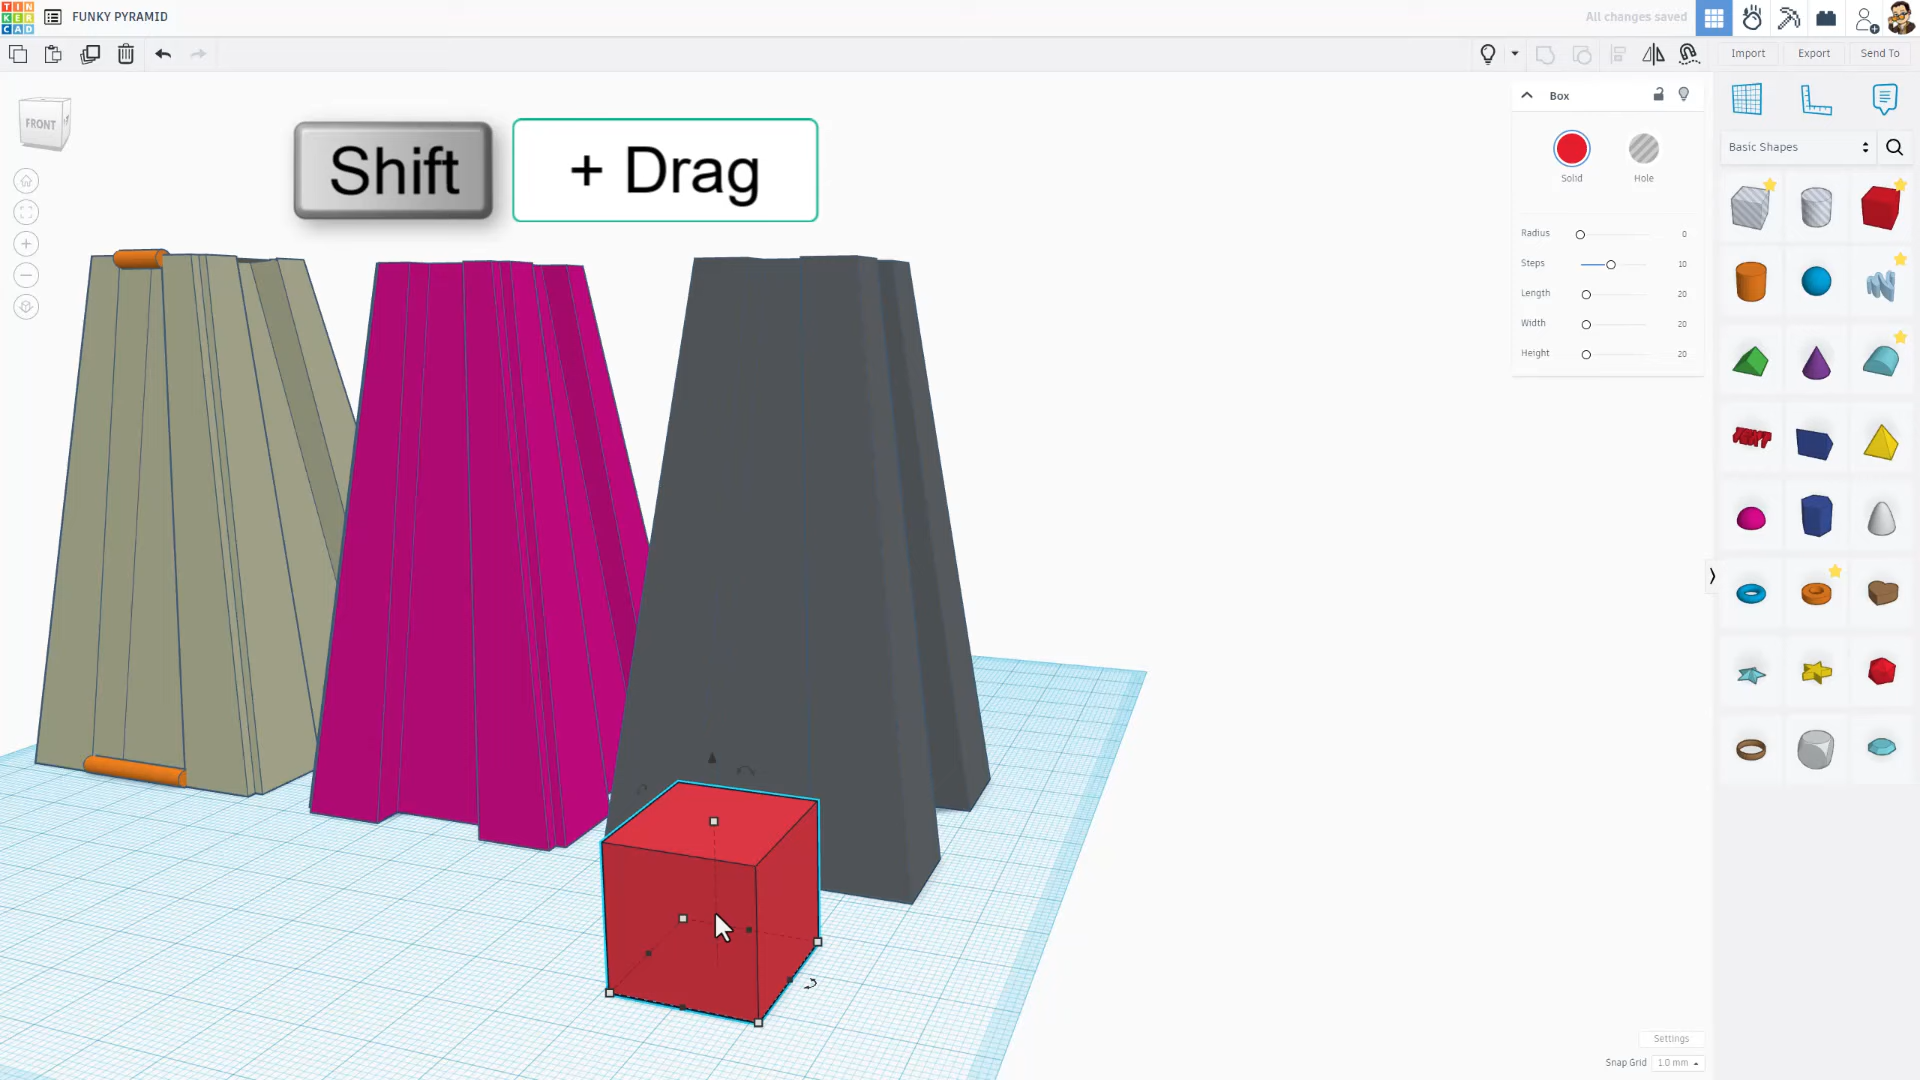 TIN
KER
CAD
FUNKY PYRAMID
All changes saved
Import
Export
Send To
FRONT
Shift
+ Drag
Box
Solid
Hole
Radius
0
Steps
10
Length
20
Width
20
Height
20
Basic Shapes
TEXT
Settings
Snap Grid
1.0 mm